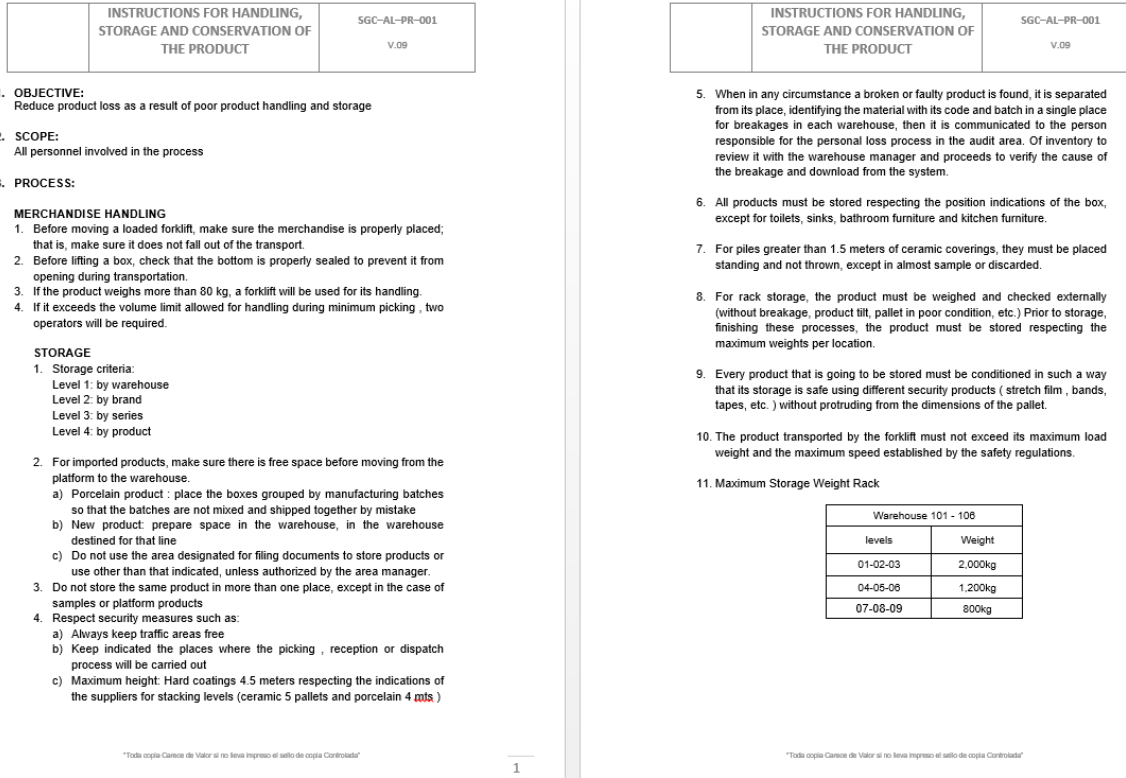 INSTRUCTIONS FOR HANDLING,
STORAGE AND CONSERVATION OF
THE PRODUCT
SGC-AL-PR-001
V.09
. OBJECTIVE:
Reduce product loss as a result of poor product handling and storage
. SCOPE:
All personnel involved in the process
. PROCESS:
MERCHANDISE HANDLING
1. Before moving a loaded forklift, make sure the merchandise is properly placed;
that is, make sure it does not fall out of the transport.
2. Before lifting a box, check that the bottom is properly sealed to prevent it from
opening during transportation.
3. If the product weighs more than 80 kg, a forklift will be used for its handling.
4. If it exceeds the volume limit allowed for handling during minimum picking , two
operators will be required.
STORAGE
1. Storage criteria:
Level 1: by warehouse
Level 2: by brand
Level 3: by series
Level 4: by product
2. For imported products, make sure there is free space before moving from the
platform to the warehouse.
a) Porcelain product : place the boxes grouped by manufacturing batches
so that the batches are not mixed and shipped together by mistake
b) New product: prepare space in the warehouse, in the warehouse
destined for that line
c) Do not use the area designated for filing documents to store products or
use other than that indicated, unless authorized by the area manager.
3. Do not store the same product in more than one place, except in the case of
samples or platform products
4. Respect security measures such as:
a) Always keep traffic areas free
b) Keep indicated the places where the picking , reception or dispatch
process will be carried out
c) Maximum height: Hard coatings 4.5 meters respecting the indications of
the suppliers for stacking levels (ceramic 5 pallets and porcelain 4 mts )
"Toda copia Carece de Valor si no lleva impreso el sello de copia Controlada"
1
INSTRUCTIONS FOR HANDLING,
STORAGE AND CONSERVATION OF
THE PRODUCT
SGC-AL-PR-001
V.09
5. When in any circumstance a broken or faulty product is found, it is separated
from its place, identifying the material with its code and batch in a single place
for breakages in each warehouse, then it is communicated to the person
responsible for the personal loss process in the audit area. Of inventory to
review it with the warehouse manager and proceeds to verify the cause of
the breakage and download from the system.
6. All products must be stored respecting the position indications of the box,
except for toilets, sinks, bathroom furniture and kitchen furniture.
7. For piles greater than 1.5 meters of ceramic coverings, they must be placed
standing and not thrown, except in almost sample or discarded.
8. For rack storage, the product must be weighed and checked externally
(without breakage, product tilt, pallet in poor condition, etc.) Prior to storage,
finishing these processes, the product must be stored respecting the
maximum weights per location.
9. Every product that is going to be stored must be conditioned in such a way
that its storage is safe using different security products ( stretch film , bands,
tapes, etc. ) without protruding from the dimensions of the pallet.
10. The product transported by the forklift must not exceed its maximum load
weight and the maximum speed established by the safety regulations.
11. Maximum Storage Weight Rack
Warehouse 101 - 106
levels Weight
01-02-03 2,000kg
04-05-06 1,200kg
07-08-09 800kg
"Toda copia Carece de Valor si no lleva impreso el sello de copia Controlada"